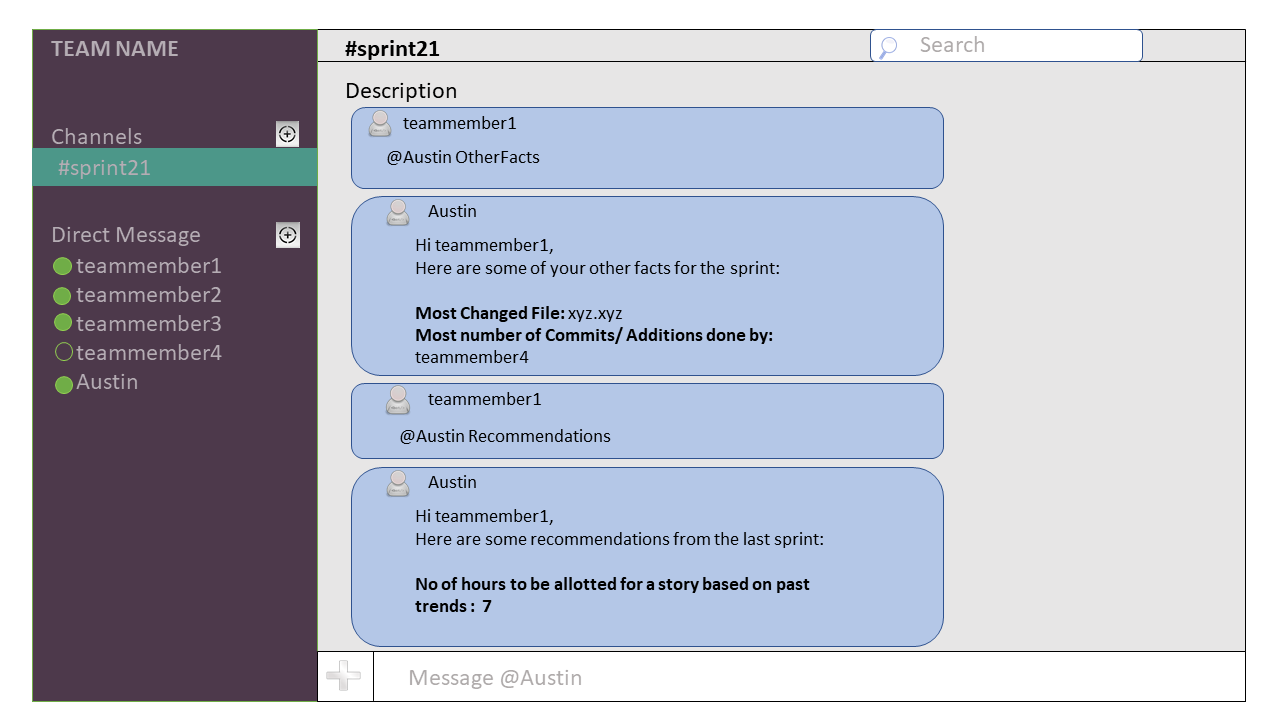 TEAM NAME
Channels
#sprint21
Direct Message
teammember1
teammember2
teammember3
teammember4
Austin
#sprint21
Search
Description
teammember1
@Austin OtherFacts
Austin
Hi teammember1,
Here are some of your other facts for the sprint:
Most Changed File: xyz.xyz
Most number of Commits/ Additions done by:
teammember4
teammember1
@Austin Recommendations
Austin
Hi teammember1,
Here are some recommendations from the last sprint:
No of hours to be allotted for a story based on past
trends : 7
Message @Austin